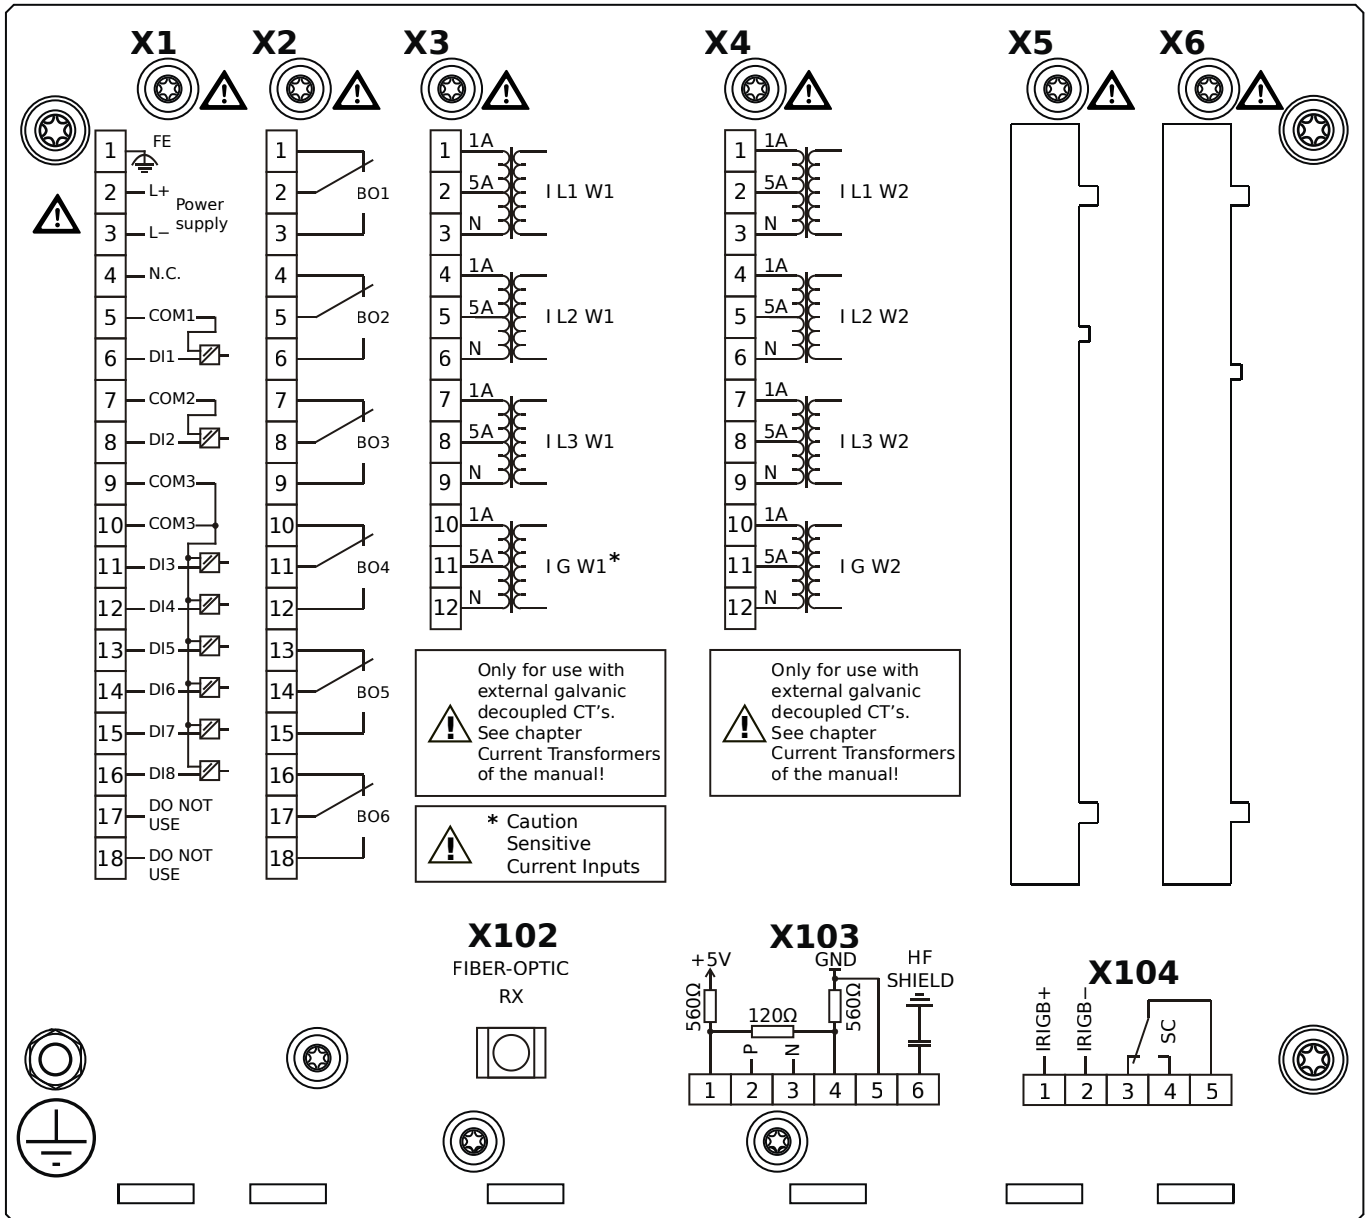 X1 X2 X3 X4 X5 X6
1 FE
2 L+ Power
supply
3 L−
4 N.C.
5 COM1
6 DI1
7 COM2
8 DI2
9 COM3
10 COM3
11 DI3
12 DI4
13 DI5
14 DI6
15 DI7
16 DI8
17 DO NOT
USE
18 DO NOT
USE
1
2 BO1
3
4
5 BO2
6
7
8 BO3
9
10
11 BO4
12
13
14 BO5
15
16
17 BO6
18
1 1A
2 5A I L1 W1
3 N
4 1A
5 5A I L2 W1
6 N
7 1A
8 5A I L3 W1
9 N
10 1A
11 5A I G W1*
12 N
Only for use with
external galvanic
decoupled CT's.
See chapter
Current Transformers
of the manual!
* Caution
Sensitive
Current Inputs
1 1A
2 5A I L1 W2
3 N
4 1A
5 5A I L2 W2
6 N
7 1A
8 5A I L3 W2
9 N
10 1A
11 5A I G W2
12 N
Only for use with
external galvanic
decoupled CT's.
See chapter
Current Transformers
of the manual!
X102
FIBER-OPTIC
RX
X103
+5V GND HF
SHIELD
560Ω 120Ω 560Ω
P N
1 2 3 4 5 6
X104
IRIGB+ IRIGB− SC
1 2 3 4 5